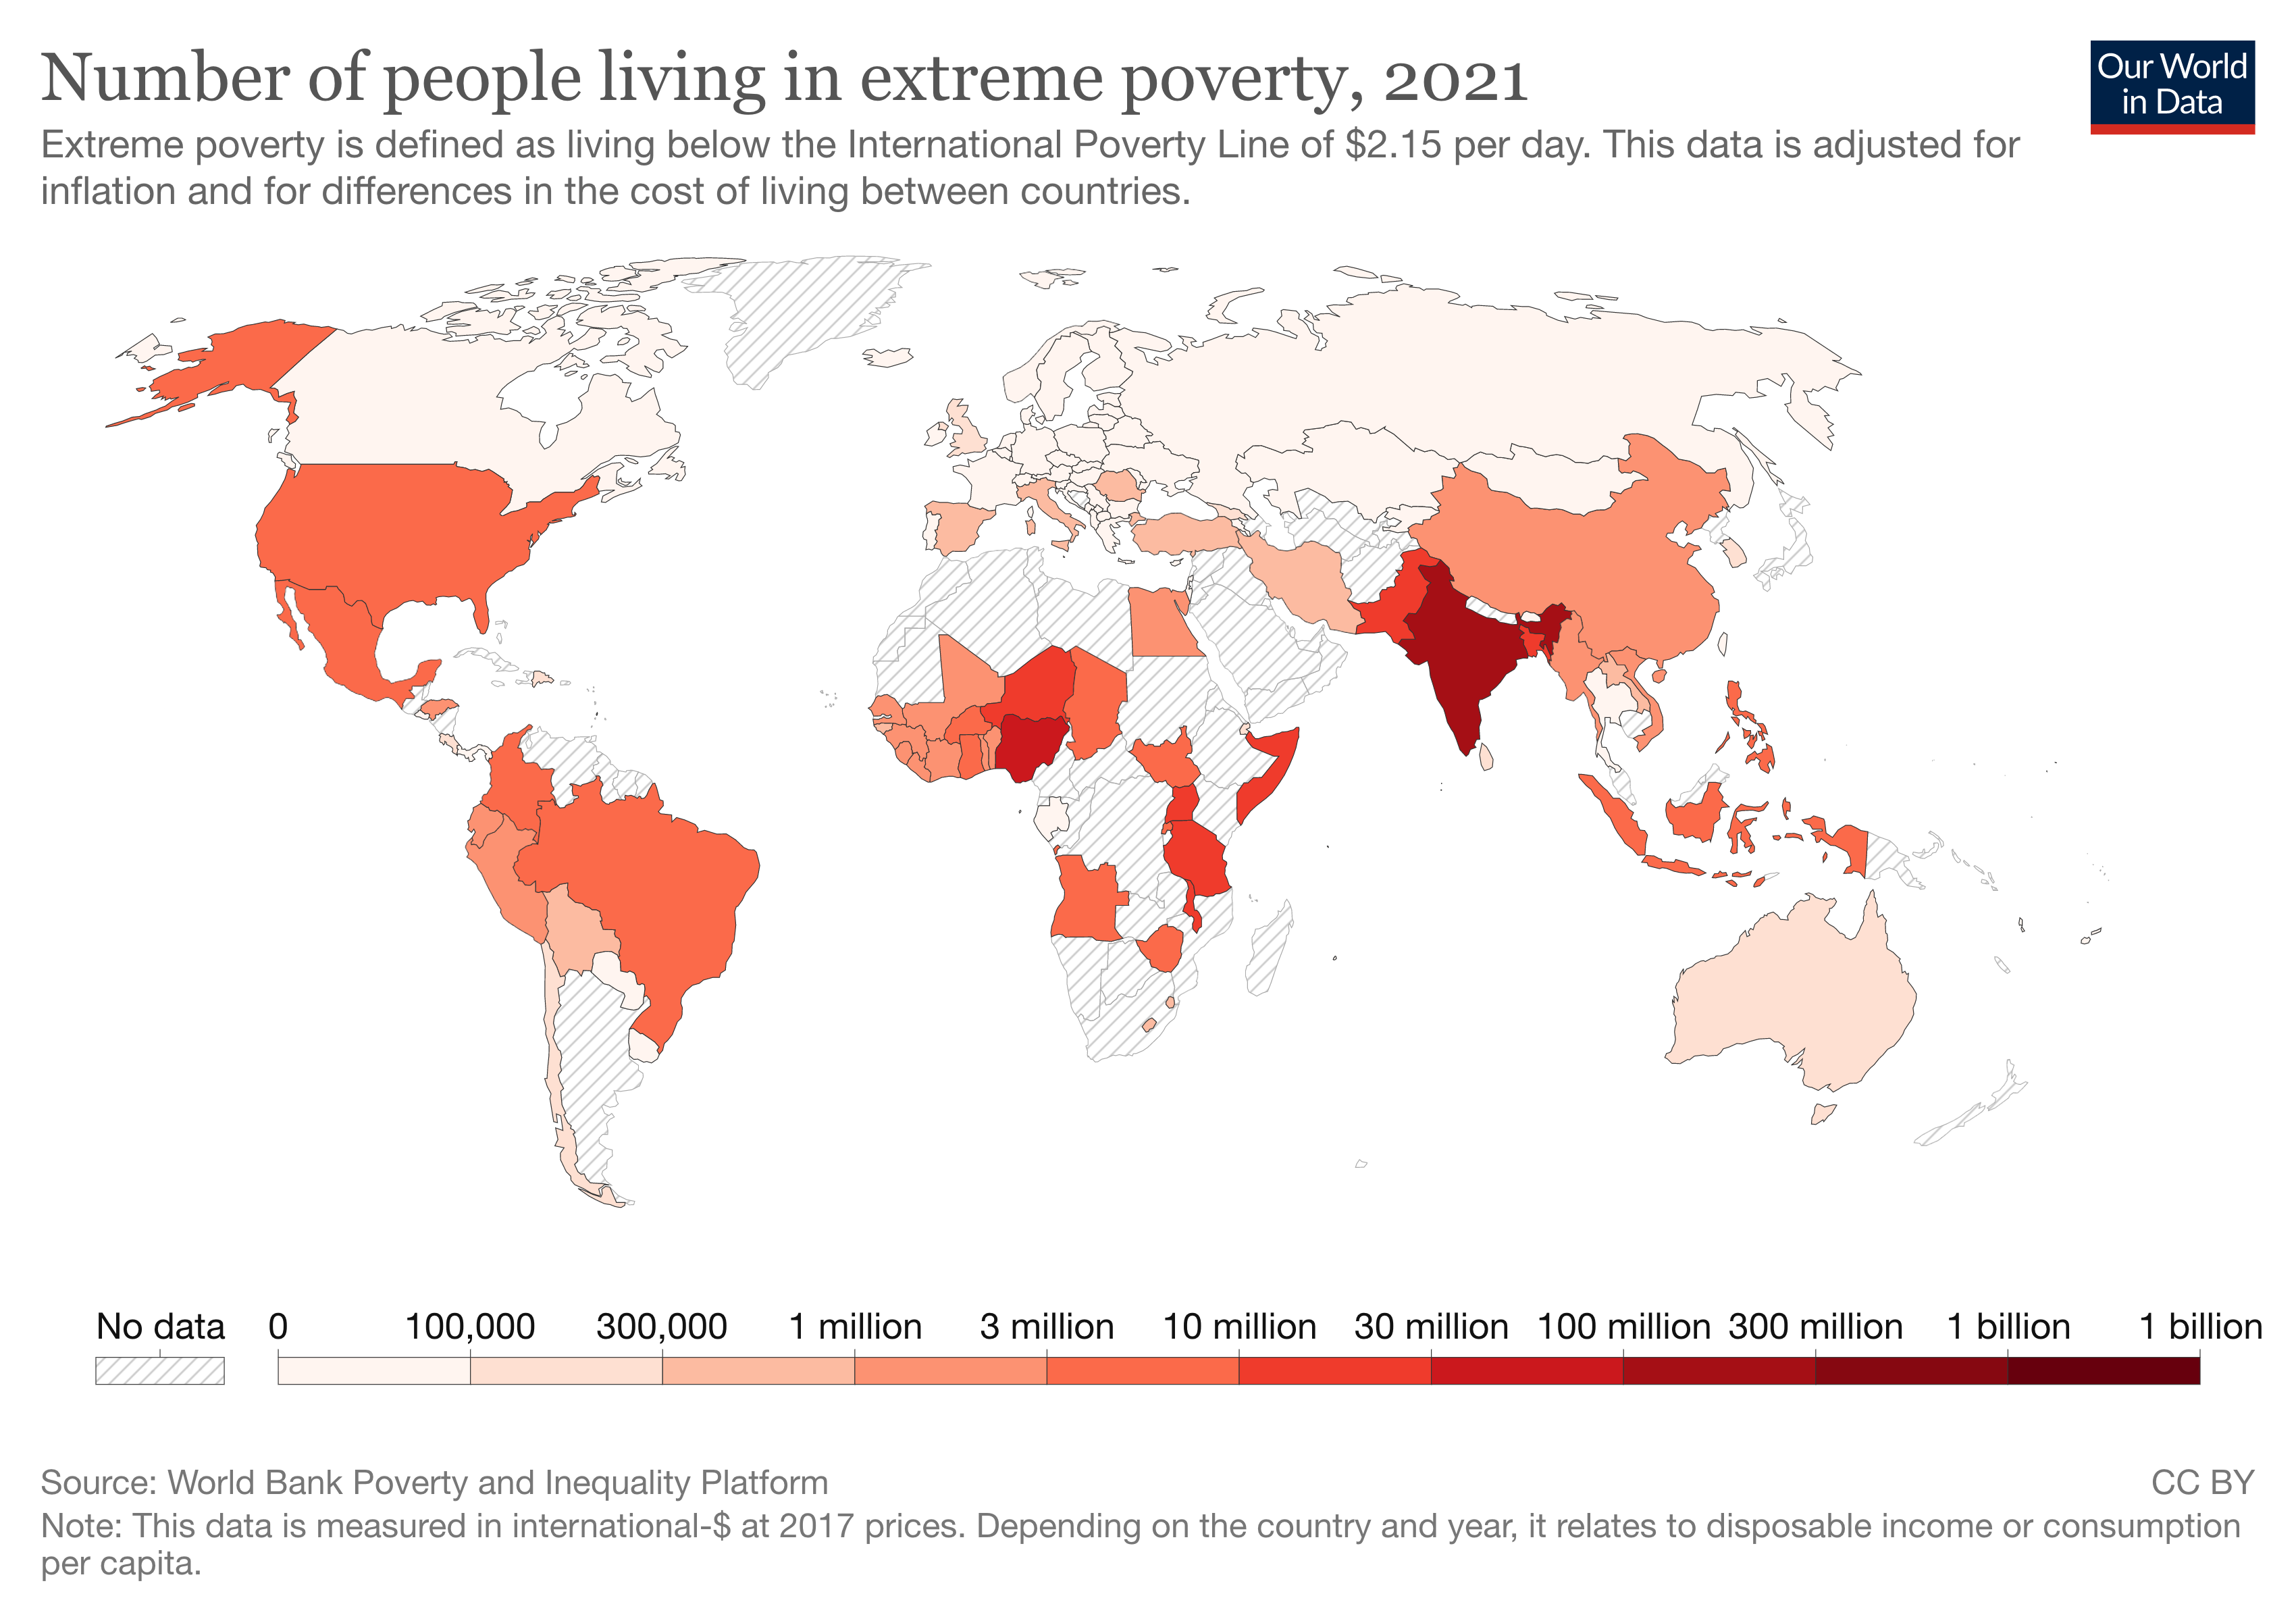 Number of people living in extreme poverty, 2021
Our World
in Data
Extreme poverty is defined as living below the International Poverty Line of $2.15 per day. This data is adjusted for
inflation and for differences in the cost of living between countries.
No data 0 100,000 300,000 1 million 3 million 10 million 30 million 100 million 300 million 1 billion 1 billion
Source: World Bank Poverty and Inequality Platform CC BY
Note: This data is measured in international-$ at 2017 prices. Depending on the country and year, it relates to disposable income or consumption
per capita.